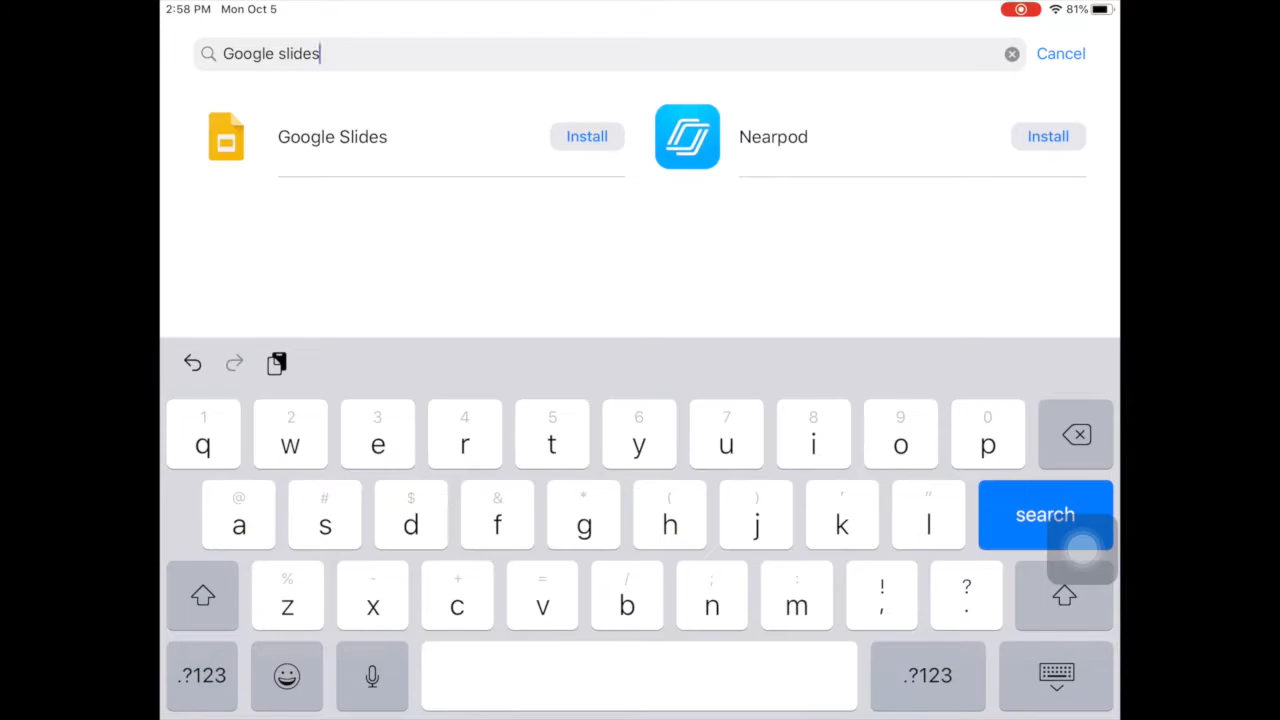 2:58 PM Mon Oct 5 81%
Google slides Cancel
Google Slides Install Nearpod Install
1 2 3 4 5 6 7 8 9 0
q w e r t y u i o p
@ # $ & * ( ) ' "
a s d f g h j k l search
% - + = / ; : ! ?
z x c v b n m , .
.?123 .?123